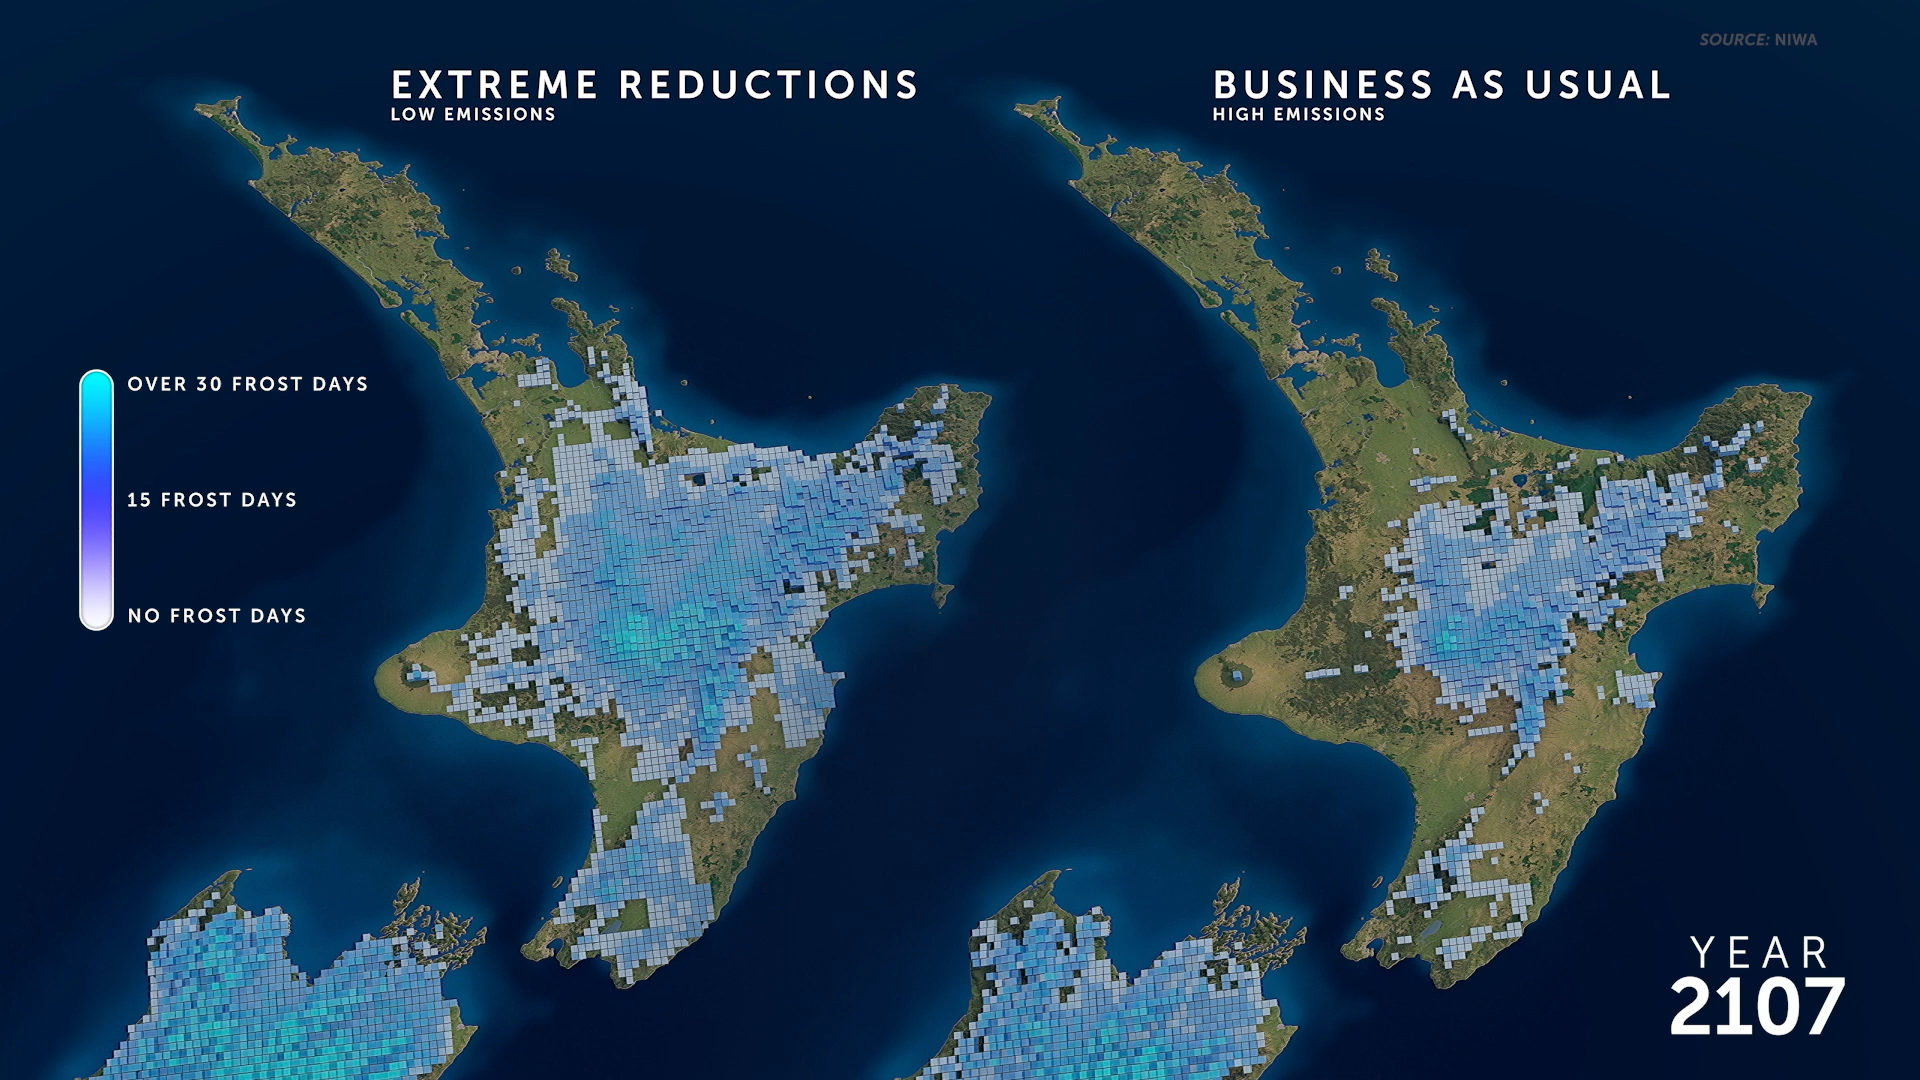 SOURCE: NIWA
EXTREME REDUCTIONS
LOW EMISSIONS
BUSINESS AS USUAL
HIGH EMISSIONS
OVER 30 FROST DAYS
15 FROST DAYS
NO FROST DAYS
YEAR
2107